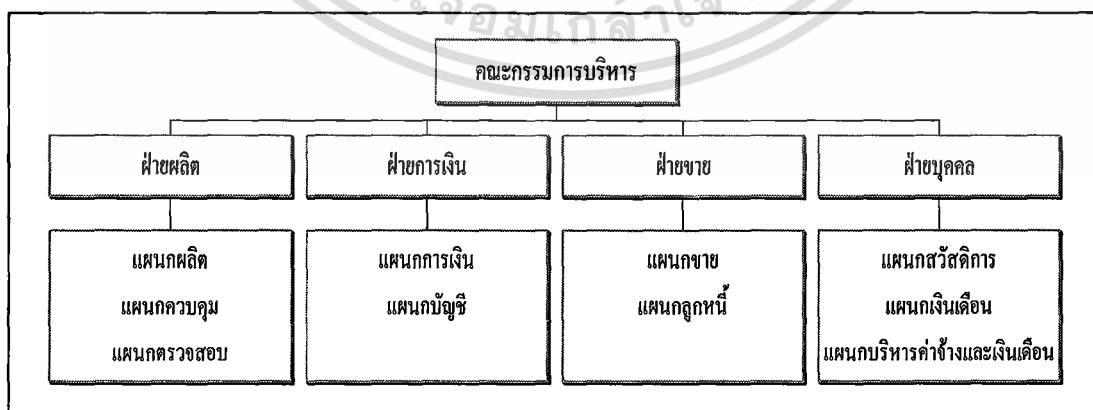 คณะกรรมการบริหาร
ฝ่ายผลิต
ฝ่ายการเงิน
ฝ่ายขาย
ฝ่ายบุคคล
แผนกผลิต
แผนกควบคุม
แผนกตรวจสอบ
แผนกการเงิน
แผนกบัญชี
แผนกขาย
แผนกลูกหนี้
แผนกสวัสดิการ
แผนกเงินเดือน
แผนกบริหารค่าจ้างและเงินเดือน